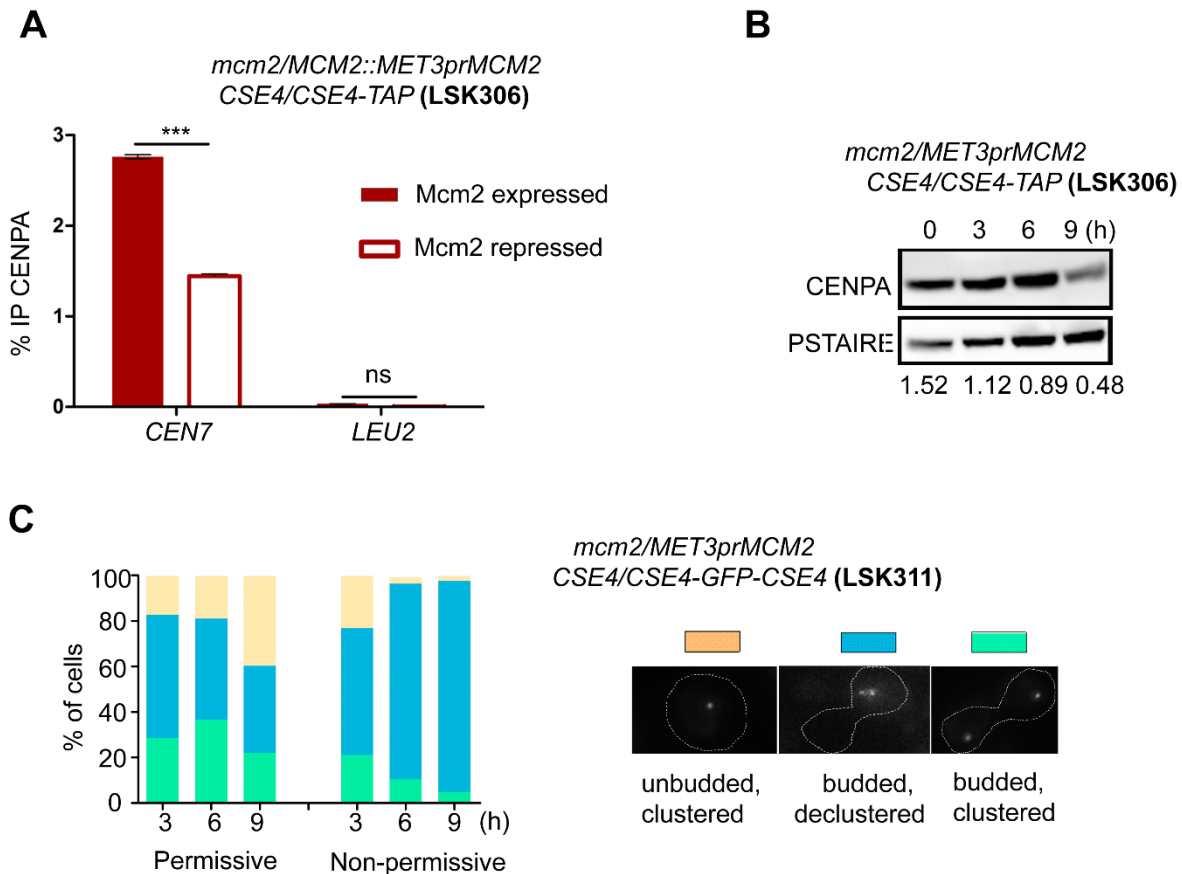 A
mcm2/MCM2::MET3prMCM2
CSE4/CSE4-TAP (LSK306)
% IP CENPA
3
2
1
0
***
ns
CEN7
LEU2
Mcm2 expressed
Mcm2 repressed
B
mcm2/MET3prMCM2
CSE4/CSE4-TAP (LSK306)
0 3 6 9 (h)
CENPA
PSTAIRE
1.52 1.12 0.89 0.48
C
% of cells
100
80
60
40
20
0
3 6 9 3 6 9 (h)
Permissive Non-permissive
mcm2/MET3prMCM2
CSE4/CSE4-GFP-CSE4 (LSK311)
unbudded, clustered
budded, declustered
budded, clustered